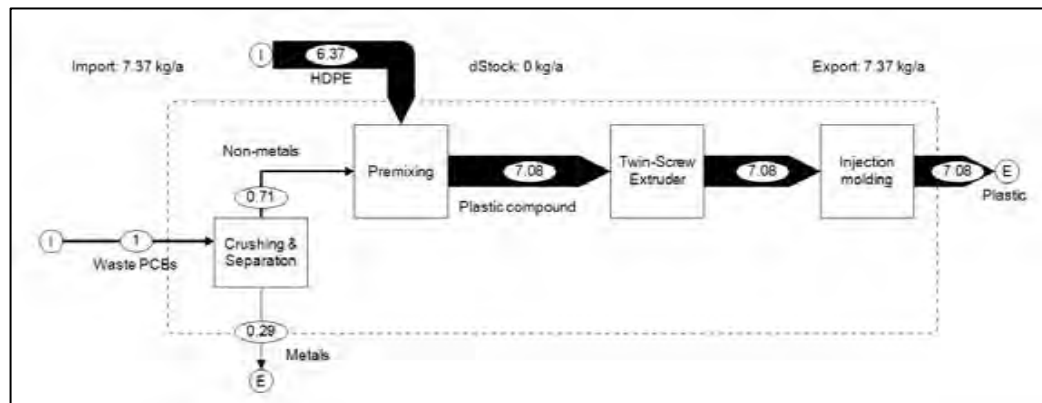 Import: 7.37 kg/a
I
6.37
HDPE
dStock: 0 kg/a
Export: 7.37 kg/a
Non-metals
0.71
Premixing
7.08
Plastic compound
Twin-Screw
Extruder
7.08
Injection
molding
7.08
E
Plastic
I
1
Waste PCBs
Crushing &
Separation
0.29
Metals
E